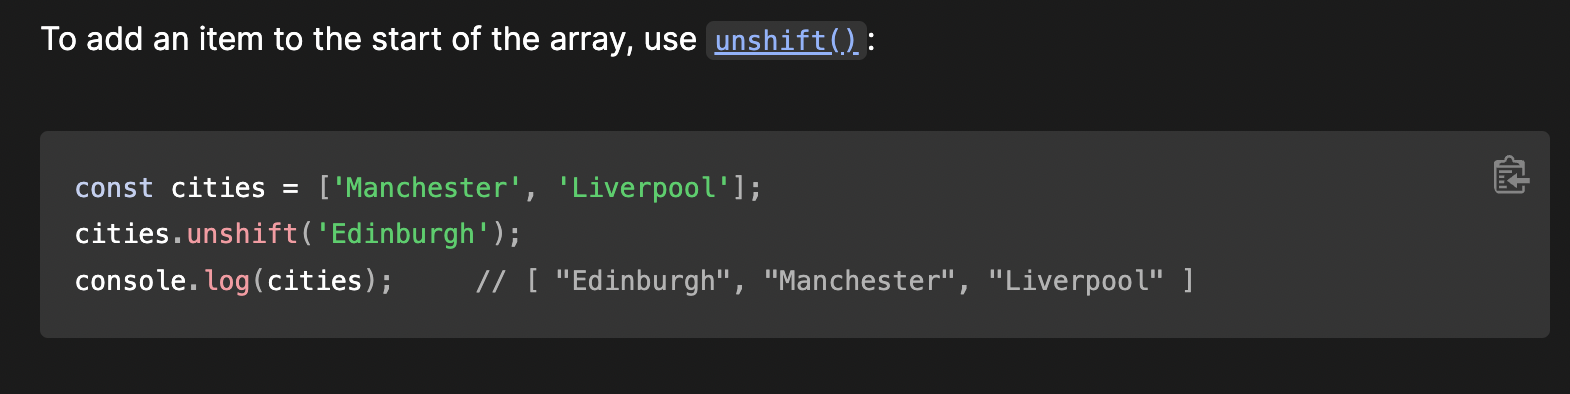 To add an item to the start of the array, use unshift():
const cities = ['Manchester', 'Liverpool'];
cities.unshift('Edinburgh');
console.log(cities);     // [ "Edinburgh", "Manchester", "Liverpool" ]